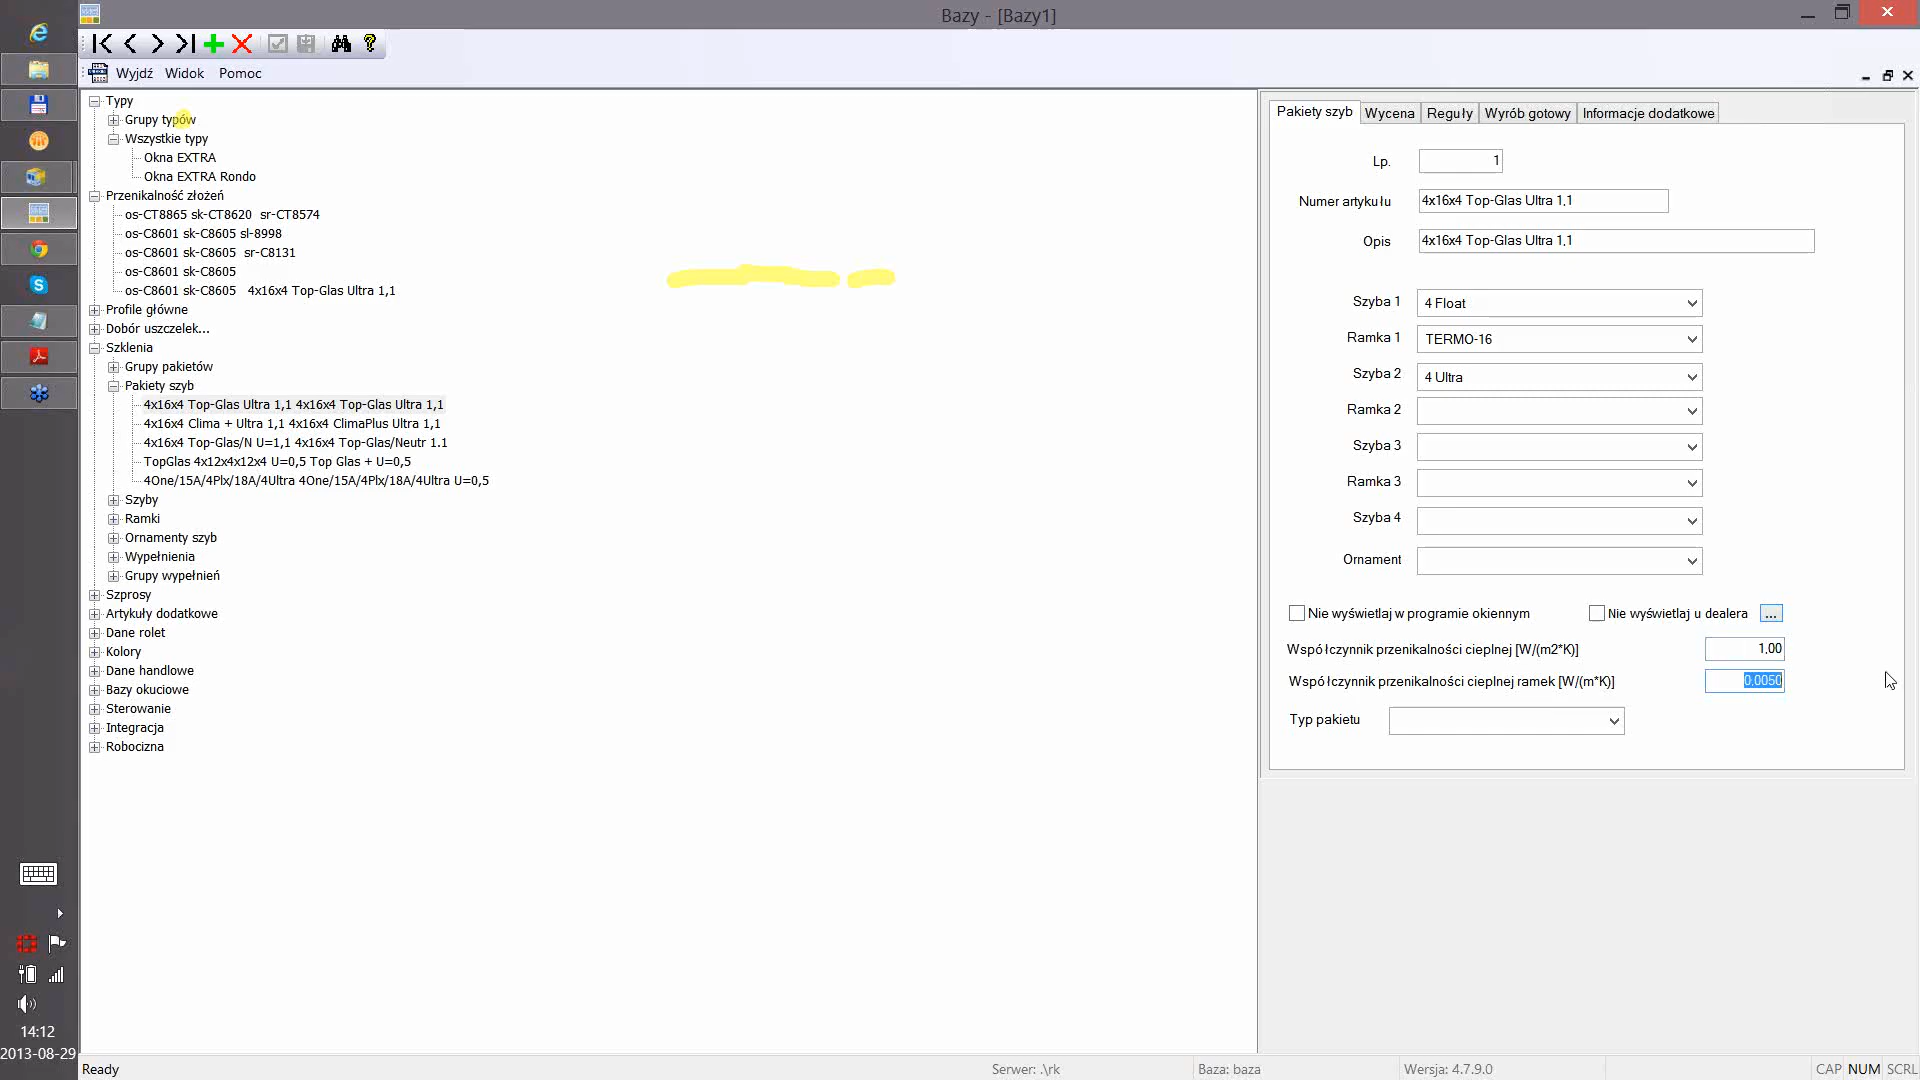 Bazy - [Bazy1]
Wyjdź Widok Pomoc
Typy
Grupy typów
Wszystkie typy
Okna EXTRA
Okna EXTRA Rondo
Przenikalność złożeń
os-CT8865 sk-CT8620 sr-CT8574
os-C8601 sk-C8605 sl-8998
os-C8601 sk-C8605 sr-C8131
os-C8601 sk-C8605
os-C8601 sk-C8605 4x16x4 Top-Glas Ultra 1,1
Profile główne
Dobór uszczelek...
Szklenia
Grupy pakietów
Pakiety szyb
4x16x4 Top-Glas Ultra 1,1 4x16x4 Top-Glas Ultra 1,1
4x16x4 Clima + Ultra 1,1 4x16x4 ClimaPlus Ultra 1,1
4x16x4 Top-Glas/N U=1,1 4x16x4 Top-Glas/Neutr 1.1
TopGlas 4x12x4x12x4 U=0,5 Top Glas + U=0,5
4One/15A/4Plx/18A/4Ultra 4One/15A/4Plx/18A/4Ultra U=0,5
Szyby
Ramki
Ornamenty szyb
Wypełnienia
Grupy wypełnień
Szprosy
Artykuły dodatkowe
Dane rolet
Kolory
Dane handlowe
Bazy okuciowe
Sterowanie
Integracja
Robocizna
Pakiety szyb Wycena Reguły Wyrób gotowy Informacje dodatkowe
Lp. 1
Numer artykułu 4x16x4 Top-Glas Ultra 1,1
Opis 4x16x4 Top-Glas Ultra 1,1
Szyba 1 4 Float
Ramka 1 TERMO-16
Szyba 2 4 Ultra
Ramka 2
Szyba 3
Ramka 3
Szyba 4
Ornament
Nie wyświetlaj w programie okiennym Nie wyświetlaj u dealera ...
Współczynnik przenikalności cieplnej [W/(m2*K)] 1,00
Współczynnik przenikalności cieplnej ramek [W/(m*K)] 0,0050
Typ pakietu
14:12
2013-08-29
Ready Serwer: .\rk Baza: baza Wersja: 4.7.9.0 CAP NUM SCRL